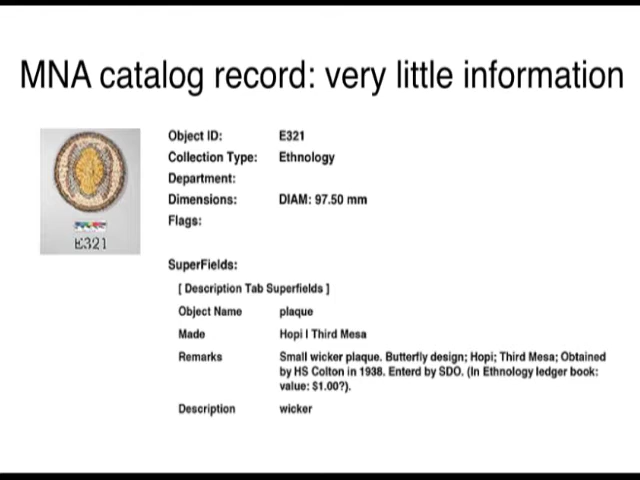 MNA catalog record: very little information
Object ID: E321
Collection Type: Ethnology
Department:
Dimensions: DIAM: 97.50 mm
Flags:
E321
SuperFields:
[ Description Tab Superfields ]
Object Name plaque
Made Hopi | Third Mesa
Remarks Small wicker plaque. Butterfly design; Hopi; Third Mesa; Obtained
by HS Colton in 1938. Enterd by SDO. (In Ethnology ledger book:
value: $1.00?).
Description wicker